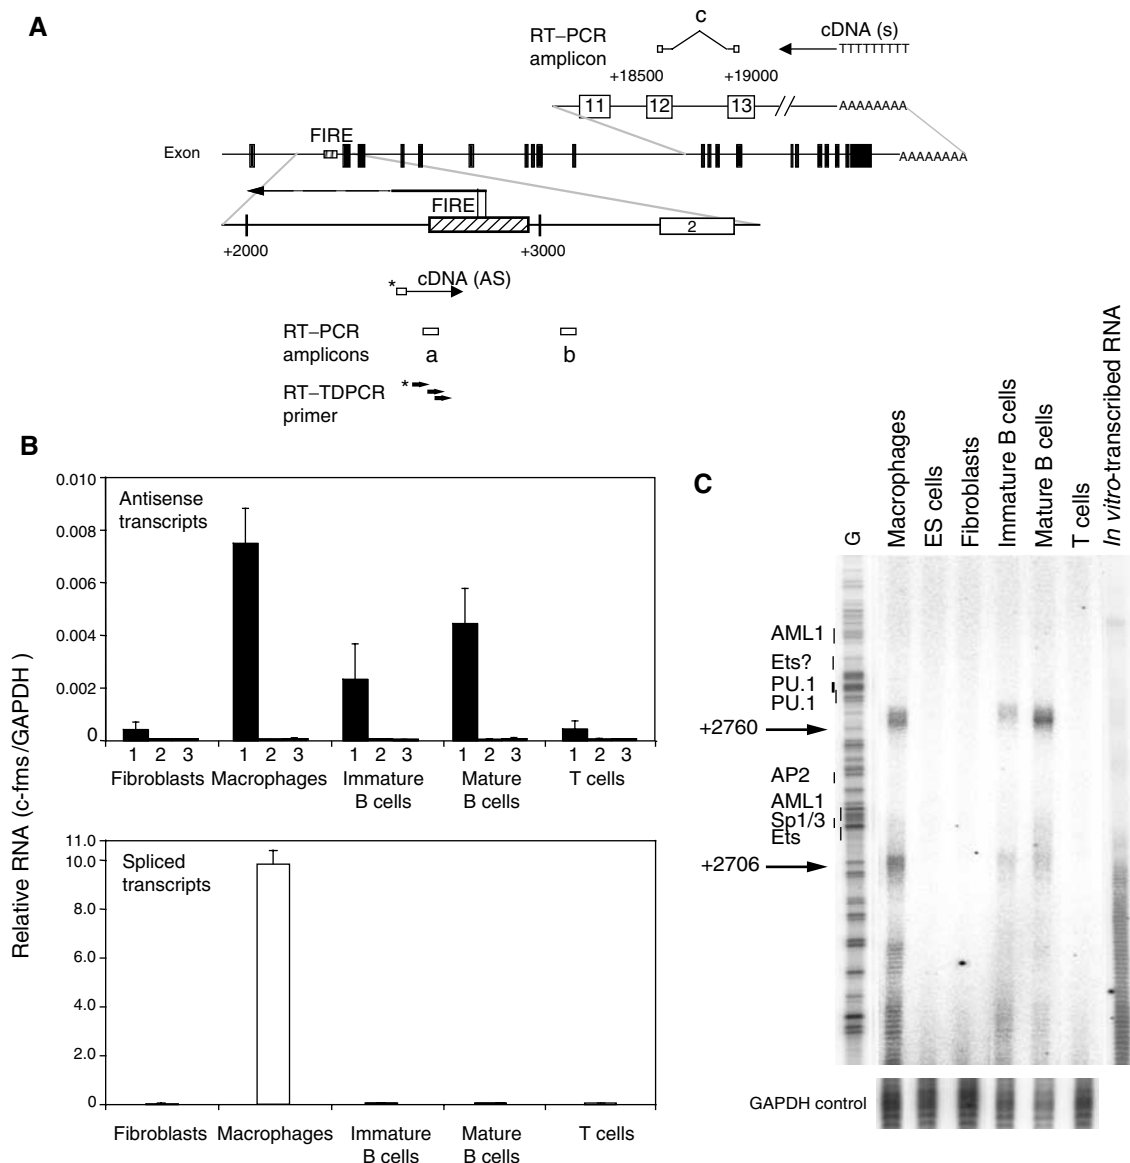 A
RT–PCR
amplicon
c
cDNA (s)
TTTTTTTTT
+18500
+19000
11
12
13
AAAAAAAA
Exon
FIRE
AAAAAAAA
FIRE
2
+2000
+3000
* cDNA (AS)
RT–PCR
amplicons
a
b
RT–TDPCR
primer
*
B
Relative RNA (c-fms/GAPDH )
0.010
0.008
0.006
0.004
0.002
0
Antisense
transcripts
1 2 3 1 2 3 1 2 3 1 2 3 1 2 3
Fibroblasts Macrophages Immature B cells Mature B cells T cells
11.0
10.0
8.0
6.0
4.0
2.0
0
Spliced
transcripts
Fibroblasts Macrophages Immature B cells Mature B cells T cells
C
G
Macrophages
ES cells
Fibroblasts
Immature B cells
Mature B cells
T cells
In vitro-transcribed RNA
AML1
Ets?
PU.1
PU.1
+2760
AP2
AML1
Sp1/3
Ets
+2706
GAPDH control